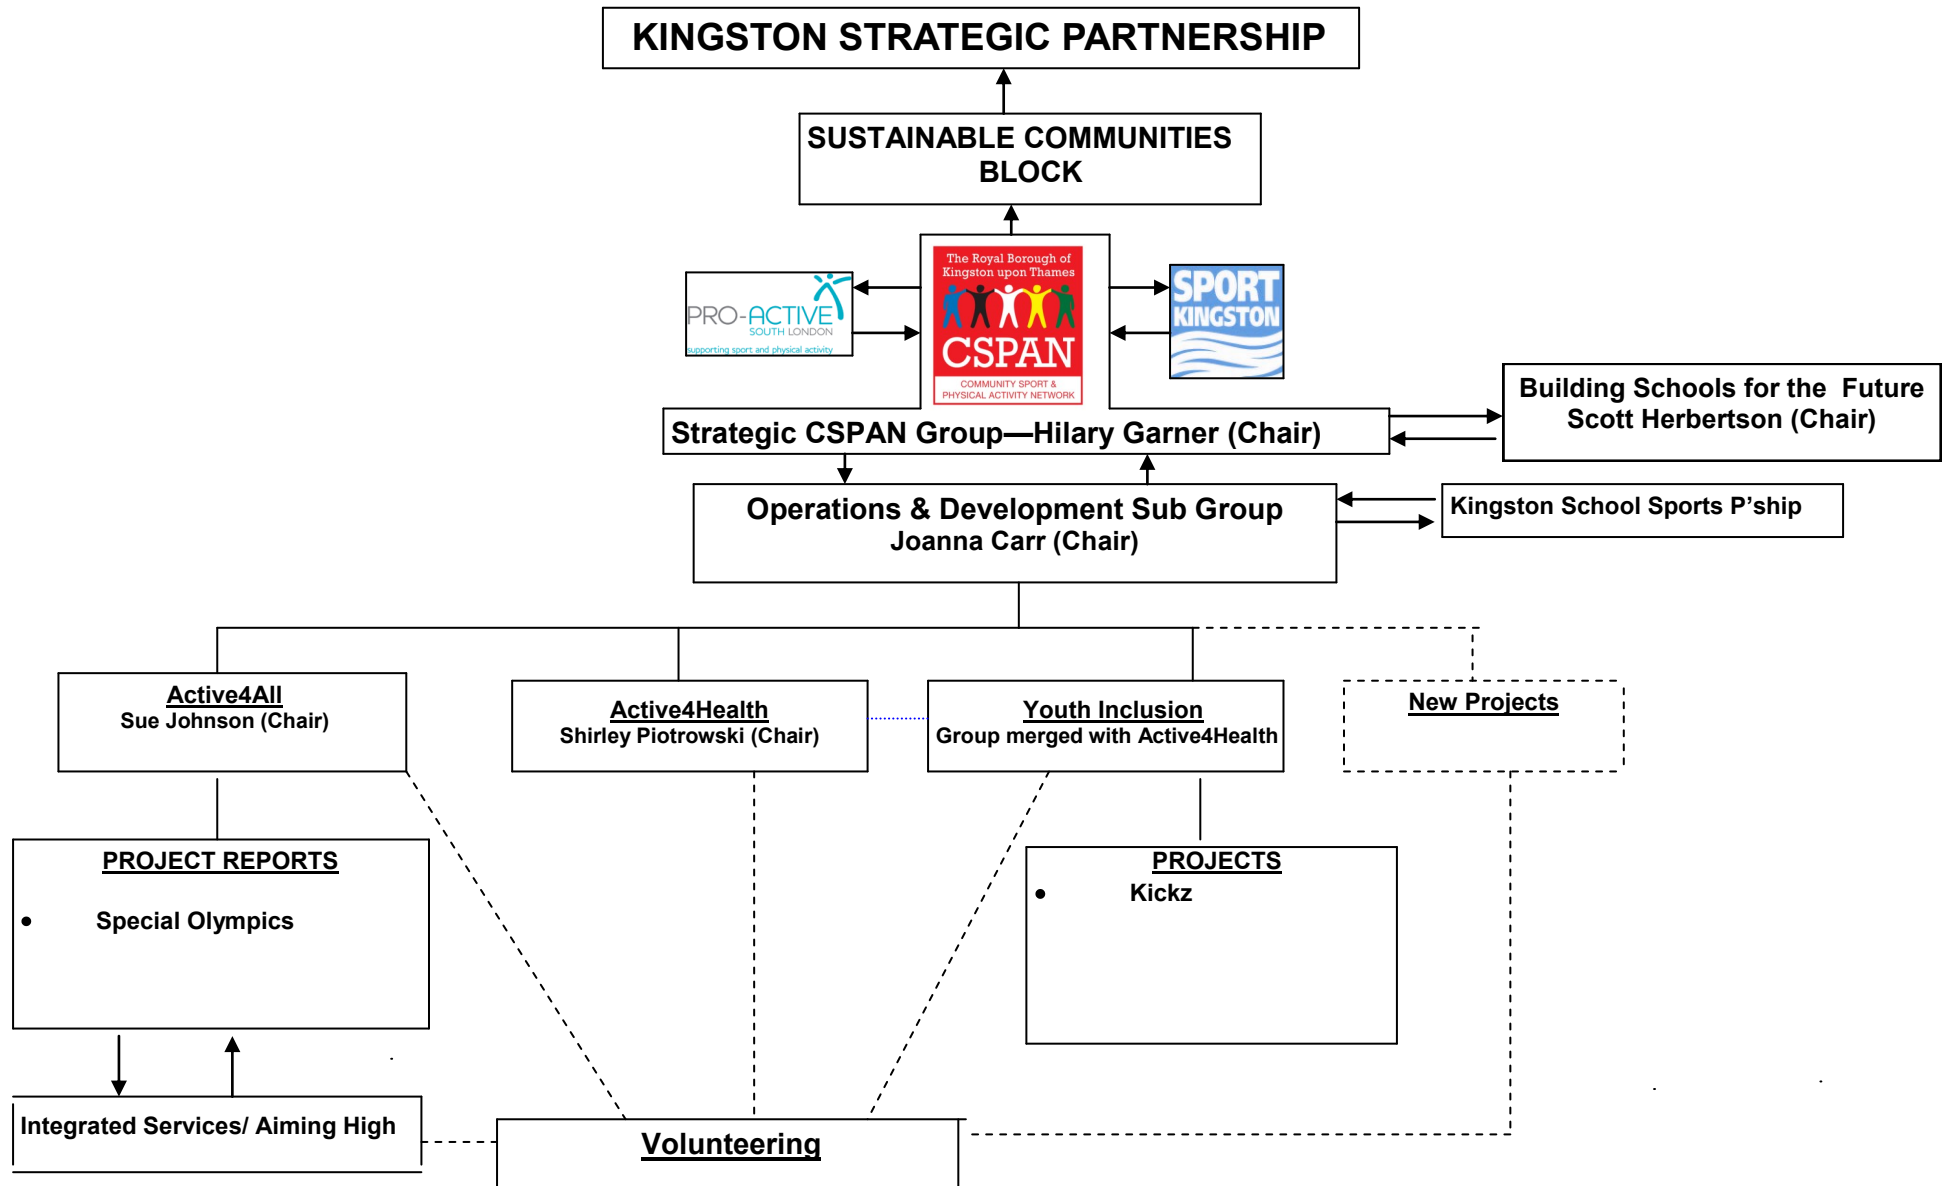 KINGSTON STRATEGIC PARTNERSHIP
SUSTAINABLE COMMUNITIES
BLOCK
The Royal Borough of
Kingston upon Thames
CSPAN
COMMUNITY SPORT &
PHYSICAL ACTIVITY NETWORK
PRO-ACTIVE
SOUTH LONDON
supporting sport and physical activity
SPORT
KINGSTON
Strategic CSPAN Group—Hilary Garner (Chair)
Building Schools for the Future
Scott Herbertson (Chair)
Operations & Development Sub Group
Joanna Carr (Chair)
Kingston School Sports P'ship
Active4All
Sue Johnson (Chair)
Active4Health
Shirley Piotrowski (Chair)
Youth Inclusion
Group merged with Active4Health
New Projects
PROJECT REPORTS
• Special Olympics
PROJECTS
• Kickz
Integrated Services/ Aiming High
Volunteering